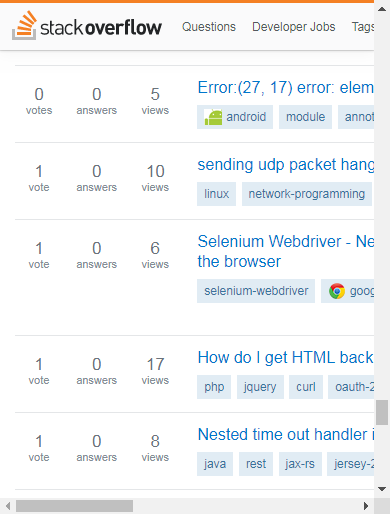 stackoverflow Questions Developer Jobs Tags
0 0 5 Error:(27, 17) error: elem
votes answers views android module annot
1 0 10 sending udp packet hang
vote answers views linux network-programming
1 0 6 Selenium Webdriver - Ne
vote answers views the browser
selenium-webdriver goog
1 0 17 How do I get HTML back
vote answers views php jquery curl oauth-2
1 0 8 Nested time out handler i
vote answers views java rest jax-rs jersey-2